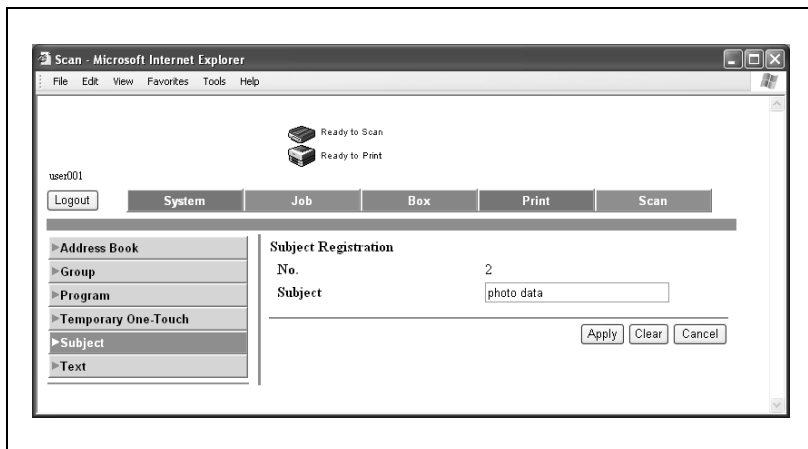 Scan - Microsoft Internet Explorer
File Edit View Favorites Tools Help
Ready to Scan
Ready to Print
user001
Logout System Job Box Print Scan
Address Book
Group
Program
Temporary One-Touch
Subject
Text
Subject Registration
No. 2
Subject photo data
Apply Clear Cancel